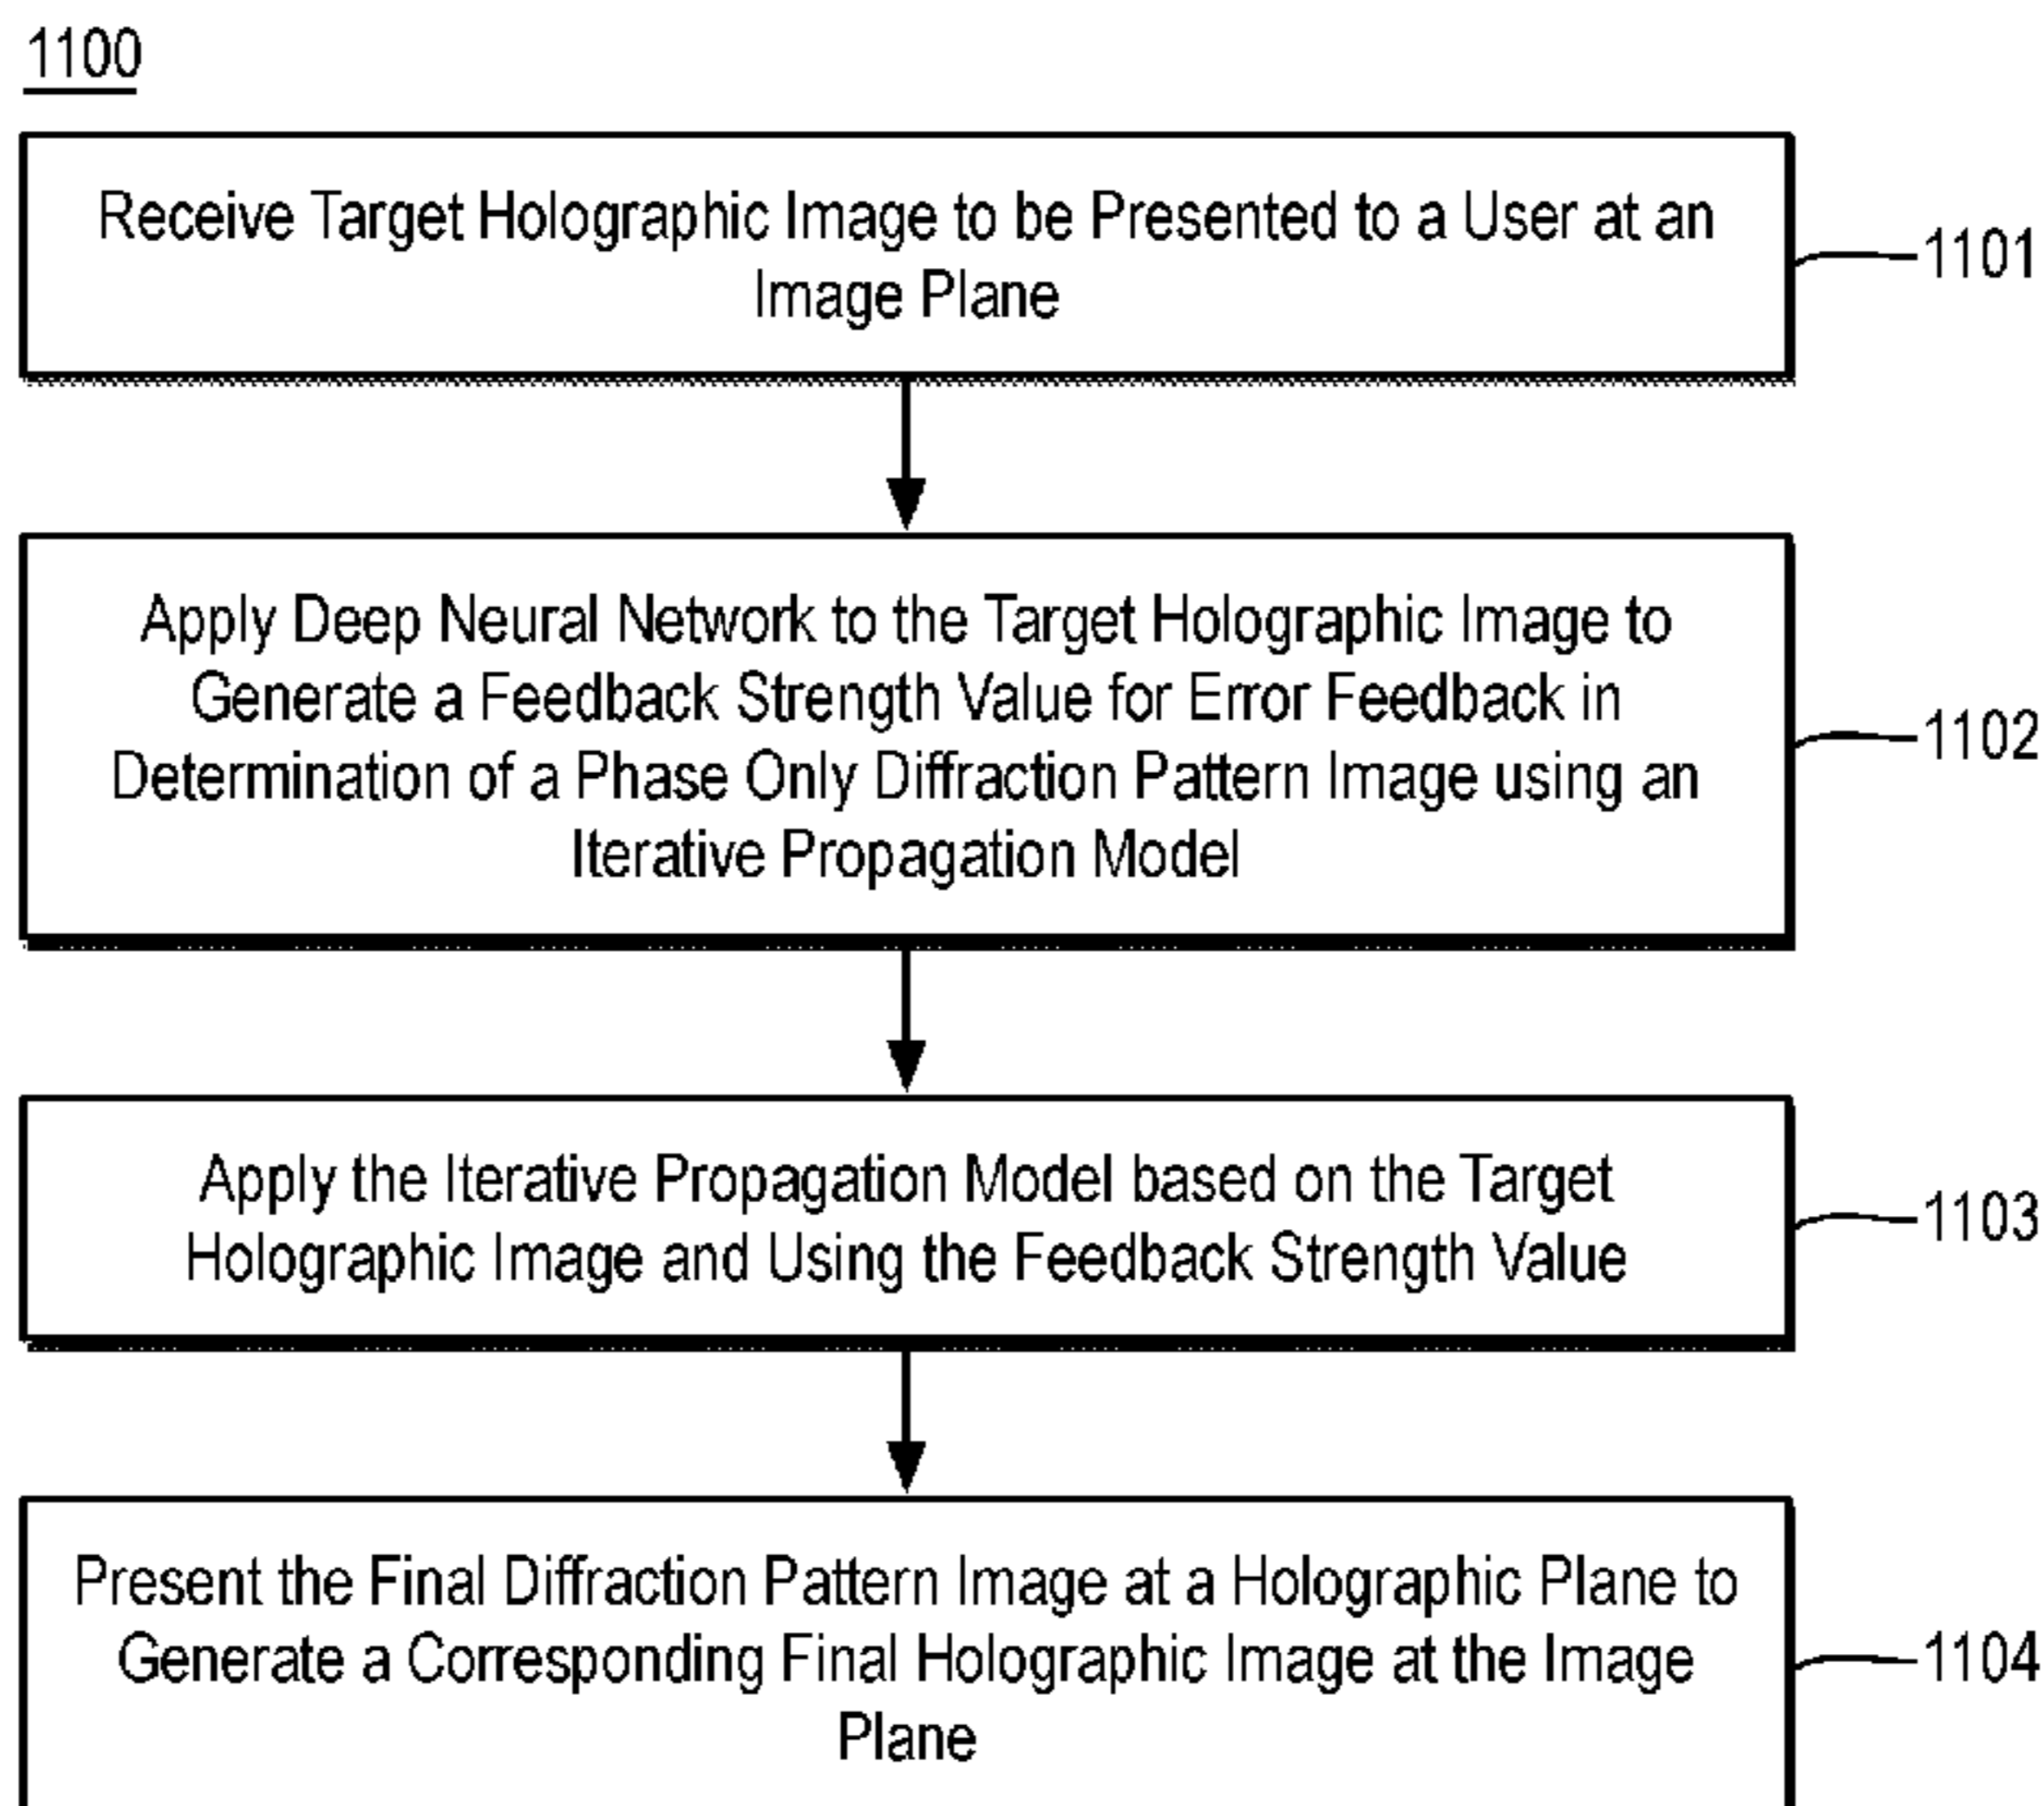 1100
Receive Target Holographic Image to be Presented to a User at an
Image Plane
1101
Apply Deep Neural Network to the Target Holographic Image to
Generate a Feedback Strength Value for Error Feedback in
Determination of a Phase Only Diffraction Pattern Image using an
Iterative Propagation Model
1102
Apply the Iterative Propagation Model based on the Target
Holographic Image and Using the Feedback Strength Value
1103
Present the Final Diffraction Pattern Image at a Holographic Plane to
Generate a Corresponding Final Holographic Image at the Image
Plane
1104